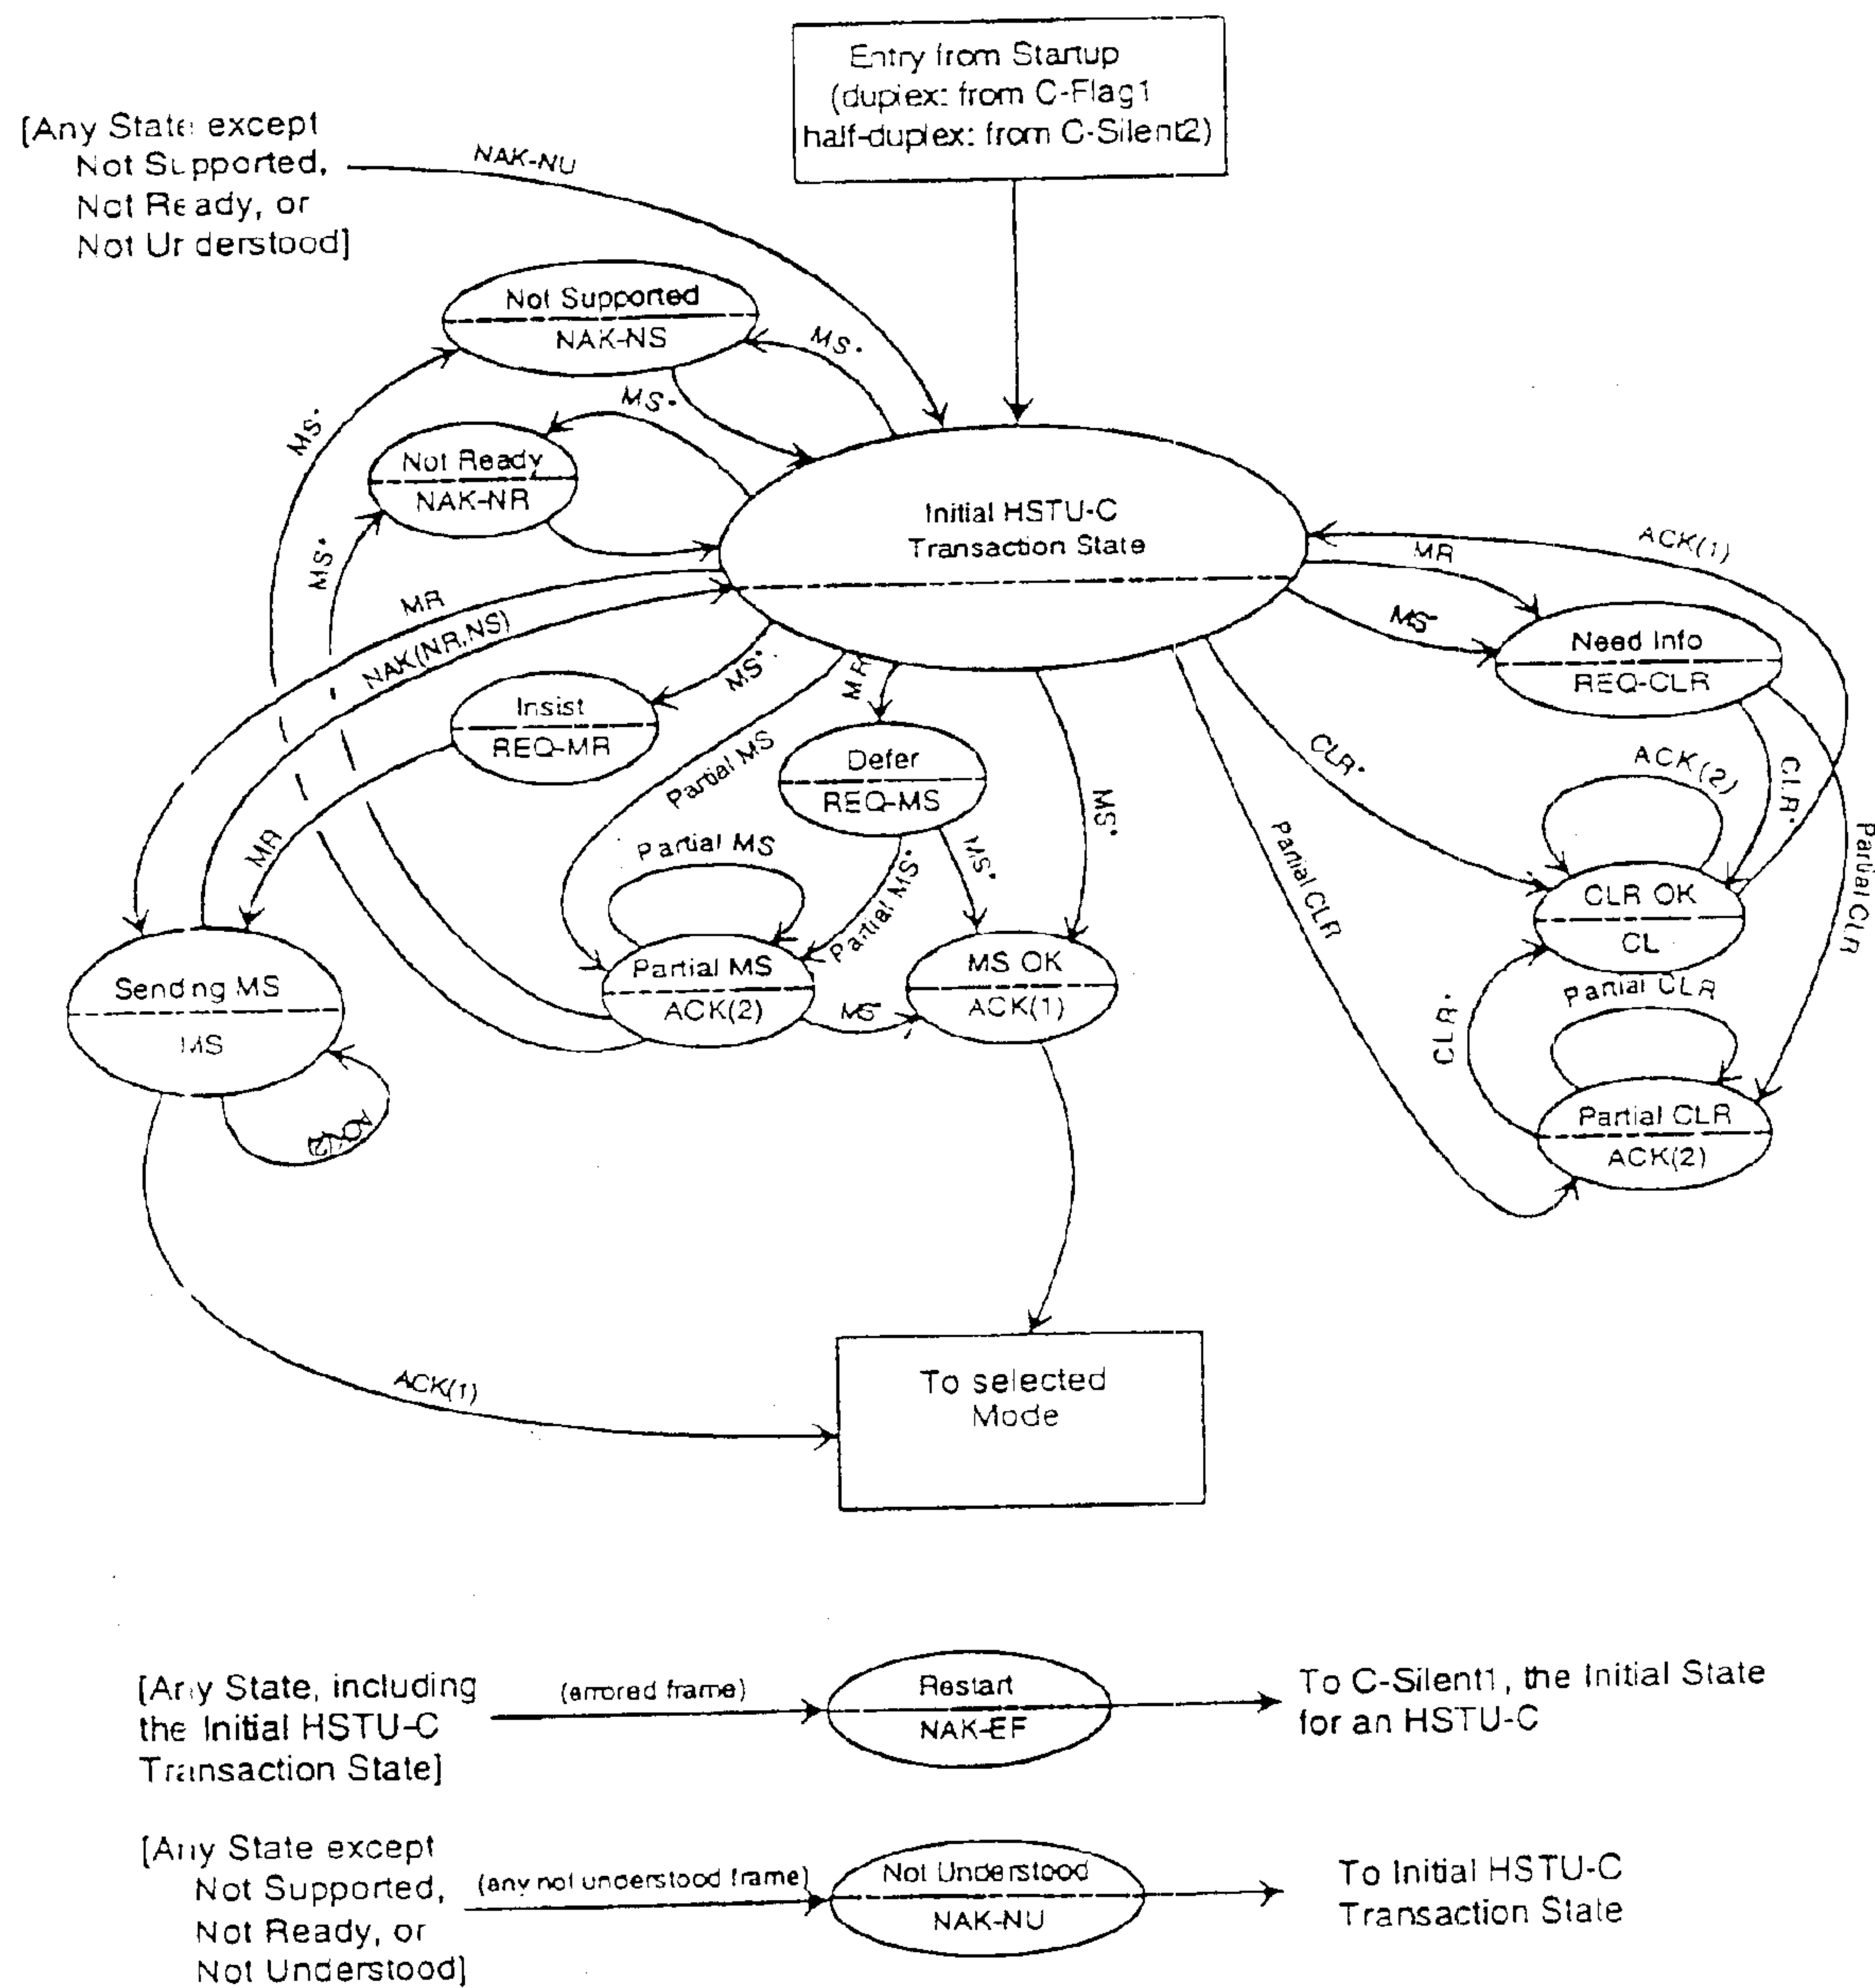 Entry from Startup
(duplex: from C-Flag1
half-duplex: from C-Silent2)
[Any State except
Not Supported,
Not Ready, or
Not Understood]
NAK-NU
Not Supported
NAK-NS
MS*
MS*
MS*
Not Ready
NAK-NR
MS*
Initial HSTU-C
Transaction State
MR
NAK(NR,NS)
MS*
MR
MR
MS*
ACK(1)
Need Info
REQ-CLR
Insist
REQ-MR
MR
Partial MS
Defer
REQ-MS
MS*
CLR*
Partial CLR
ACK(2)
CLR*
Partial CLR
Partial MS
Partial MS*
MS*
CLR OK
CL
Sending MS
MS
ACK(2)
Partial MS
ACK(2)
MS*
MS OK
ACK(1)
Partial CLR
CLR*
Partial CLR
ACK(2)
ACK(1)
To selected
Mode
[Any State, including
the Initial HSTU-C
Transaction State]
(errored frame)
Restart
NAK-EF
To C-Silent1, the Initial State
for an HSTU-C
[Any State except
Not Supported,
Not Ready, or
Not Understood]
(any not understood frame)
Not Understood
NAK-NU
To Initial HSTU-C
Transaction State